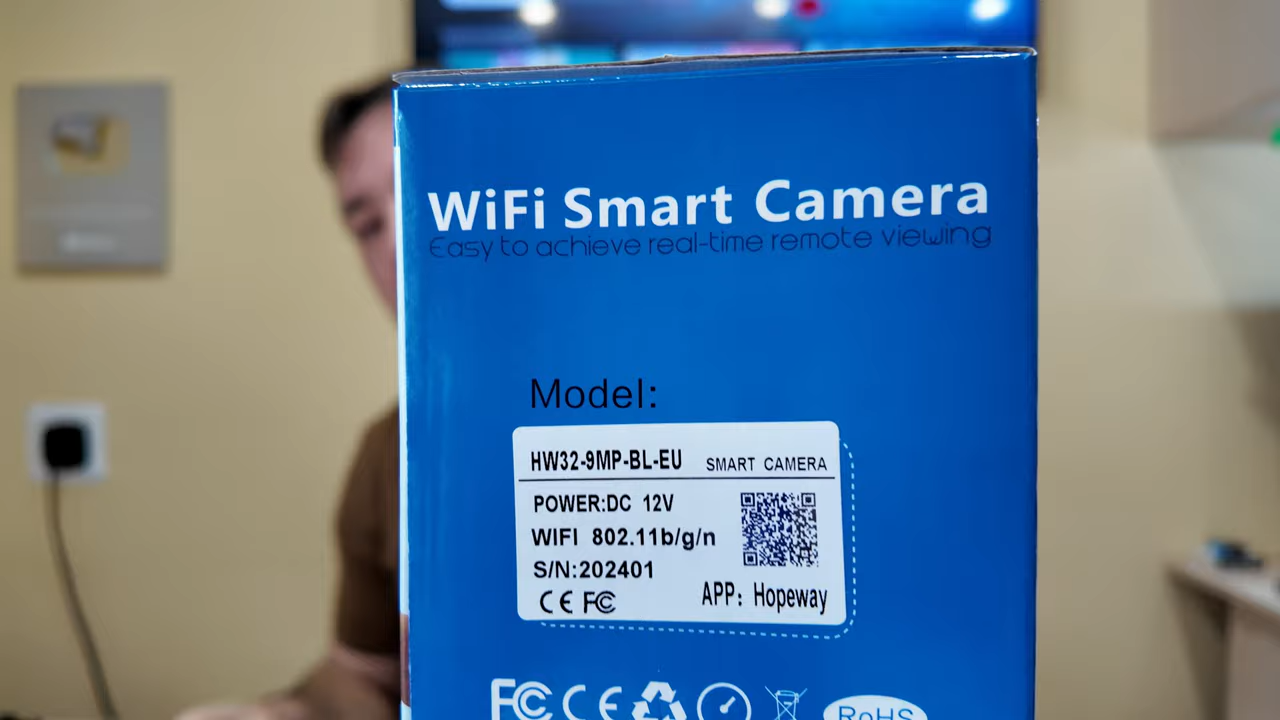 WiFi Smart Camera
Easy to achieve real-time remote viewing
Model:
HW32-9MP-BL-EU SMART CAMERA
POWER:DC 12V
WIFI 802.11b/g/n
S/N:202401
CE FC
APP: Hopeway
FC CE RoHS